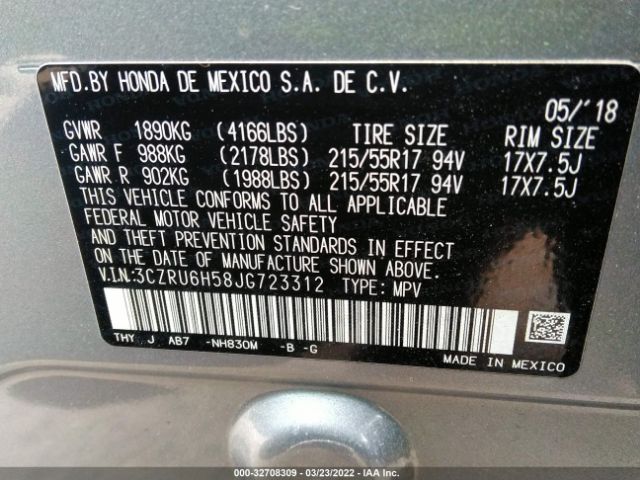 MFD.BY HONDA DE MEXICO S.A. DE C.V.
05/'18
GVWR 1890KG (4166LBS) TIRE SIZE RIM SIZE
GAWR F 988KG (2178LBS) 215/55R17 94V 17X7.5J
GAWR R 902KG (1988LBS) 215/55R17 94V 17X7.5J
THIS VEHICLE CONFORMS TO ALL APPLICABLE
FEDERAL MOTOR VEHICLE SAFETY
AND THEFT PREVENTION STANDARDS IN EFFECT
ON THE DATE OF MANUFACTURE SHOWN ABOVE.
V.I.N:3CZRU6H58JG723312 TYPE: MPV
THY J AB7 -NH830M -B -G
MADE IN MEXICO
000-32708309 - 03/23/2022 - IAA Inc.